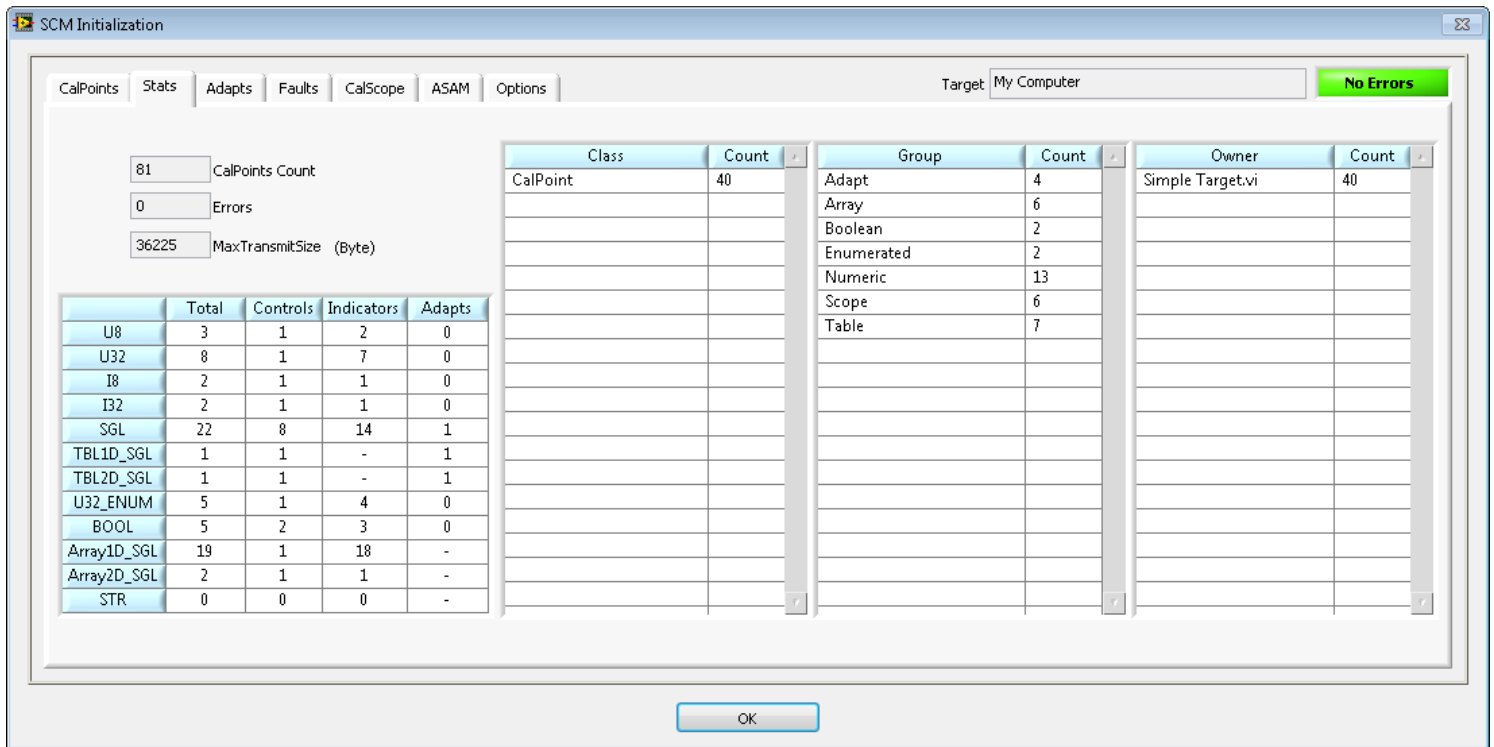 SCM Initialization
CalPoints Stats Adapts Faults CalScope ASAM Options Target My Computer No Errors
81 CalPoints Count
0 Errors
36225 MaxTransmitSize (Byte)
Total Controls Indicators Adapts
U8 3 1 2 0
U32 8 1 7 0
I8 2 1 1 0
I32 2 1 1 0
SGL 22 8 14 1
TBL1D_SGL 1 1 - 1
TBL2D_SGL 1 1 - 1
U32_ENUM 5 1 4 0
BOOL 5 2 3 0
Array1D_SGL 19 1 18 -
Array2D_SGL 2 1 1 -
STR 0 0 0 -
Class Count
CalPoint 40
Group Count
Adapt 4
Array 6
Boolean 2
Enumerated 2
Numeric 13
Scope 6
Table 7
Owner Count
Simple Target.vi 40
OK